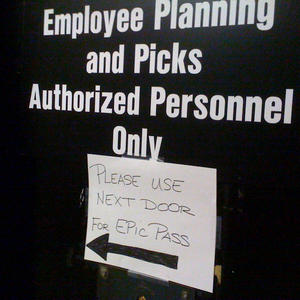 Employee Planning
and Picks
Authorized Personnel
Only
PLEASE USE
NEXT DOOR
FOR EPIC PASS